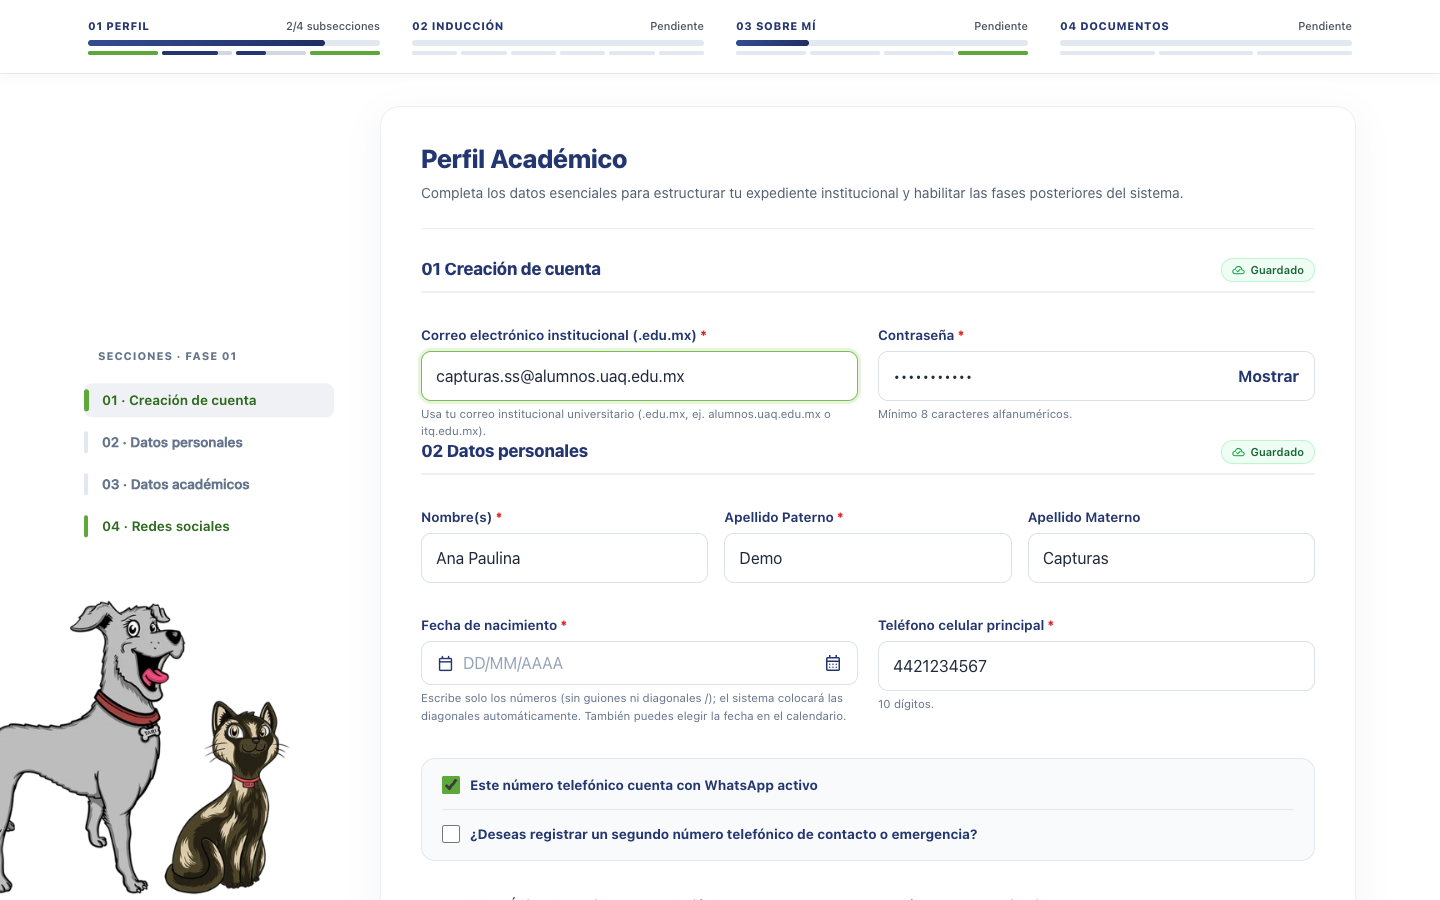 01 PERFIL 2/4 subsecciones
02 INDUCCIÓN Pendiente
03 SOBRE MÍ Pendiente
04 DOCUMENTOS Pendiente
SECCIONES · FASE 01
01 · Creación de cuenta
02 · Datos personales
03 · Datos académicos
04 · Redes sociales
Perfil Académico
Completa los datos esenciales para estructurar tu expediente institucional y habilitar las fases posteriores del sistema.
01 Creación de cuenta Guardado
Correo electrónico institucional (.edu.mx) * Contraseña *
capturas.ss@alumnos.uaq.edu.mx ••••••••••• Mostrar
Usa tu correo institucional universitario (.edu.mx, ej. alumnos.uaq.edu.mx o Mínimo 8 caracteres alfanuméricos.
itq.edu.mx).
02 Datos personales Guardado
Nombre(s) * Apellido Paterno * Apellido Materno
Ana Paulina Demo Capturas
Fecha de nacimiento * Teléfono celular principal *
DD/MM/AAAA 4421234567
Escribe solo los números (sin guiones ni diagonales /); el sistema colocará las 10 dígitos.
diagonales automáticamente. También puedes elegir la fecha en el calendario.
Este número telefónico cuenta con WhatsApp activo
¿Deseas registrar un segundo número telefónico de contacto o emergencia?